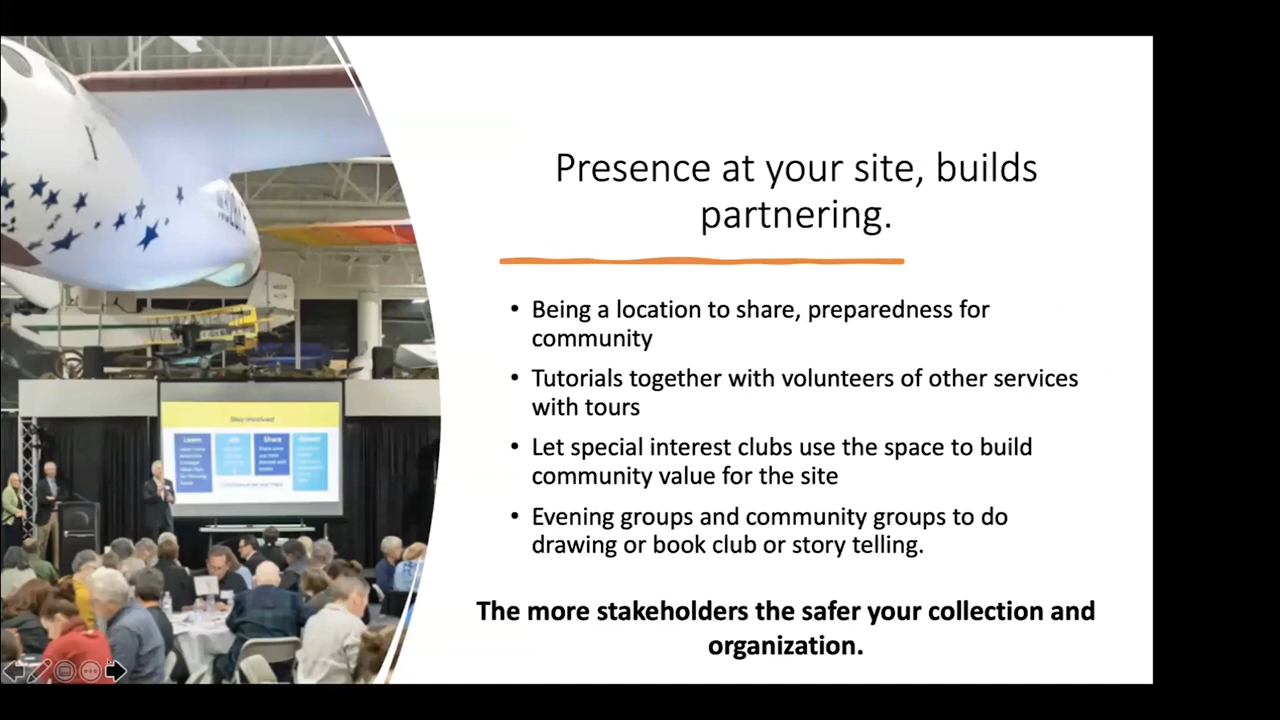 Presence at your site, builds
partnering.
• Being a location to share, preparedness for
community
• Tutorials together with volunteers of other services
with tours
• Let special interest clubs use the space to build
community value for the site
• Evening groups and community groups to do
drawing or book club or story telling.
The more stakeholders the safer your collection and
organization.
Stay Involved
Learn
Share